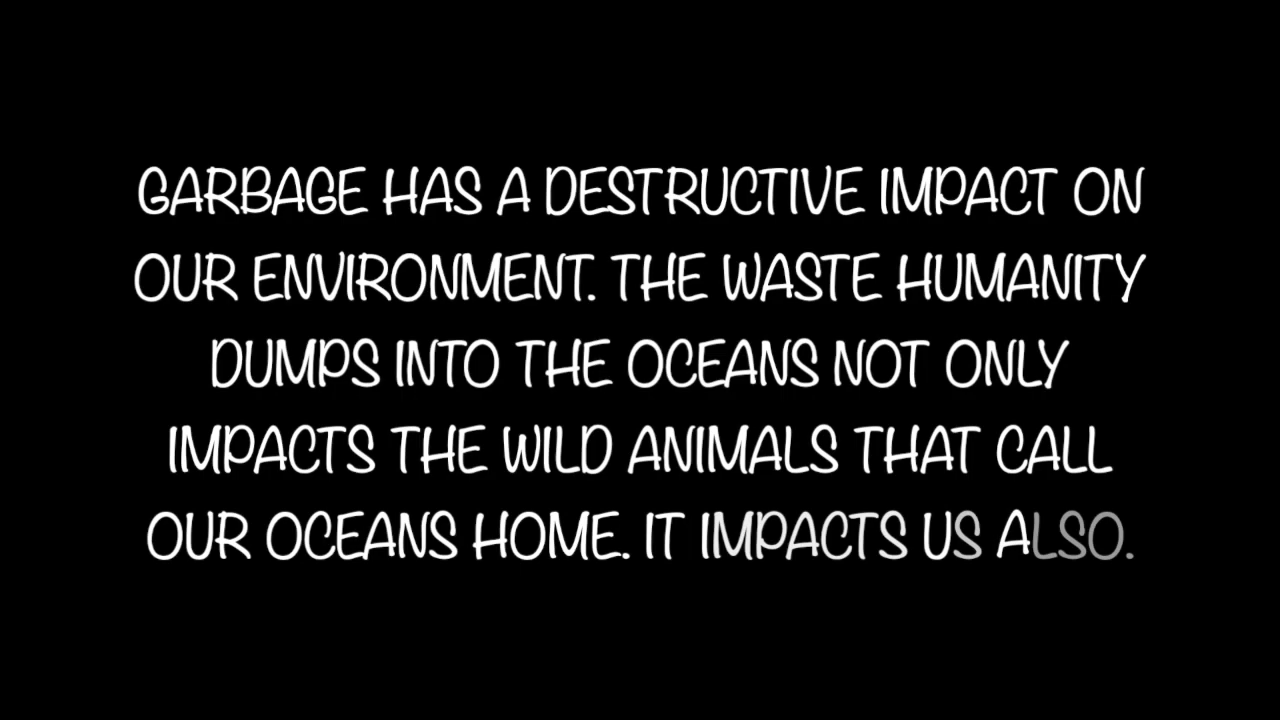 GARBAGE HAS A DESTRUCTIVE IMPACT ON
OUR ENVIRONMENT. THE WASTE HUMANITY
DUMPS INTO THE OCEANS NOT ONLY
IMPACTS THE WILD ANIMALS THAT CALL
OUR OCEANS HOME. IT IMPACTS US ALSO.